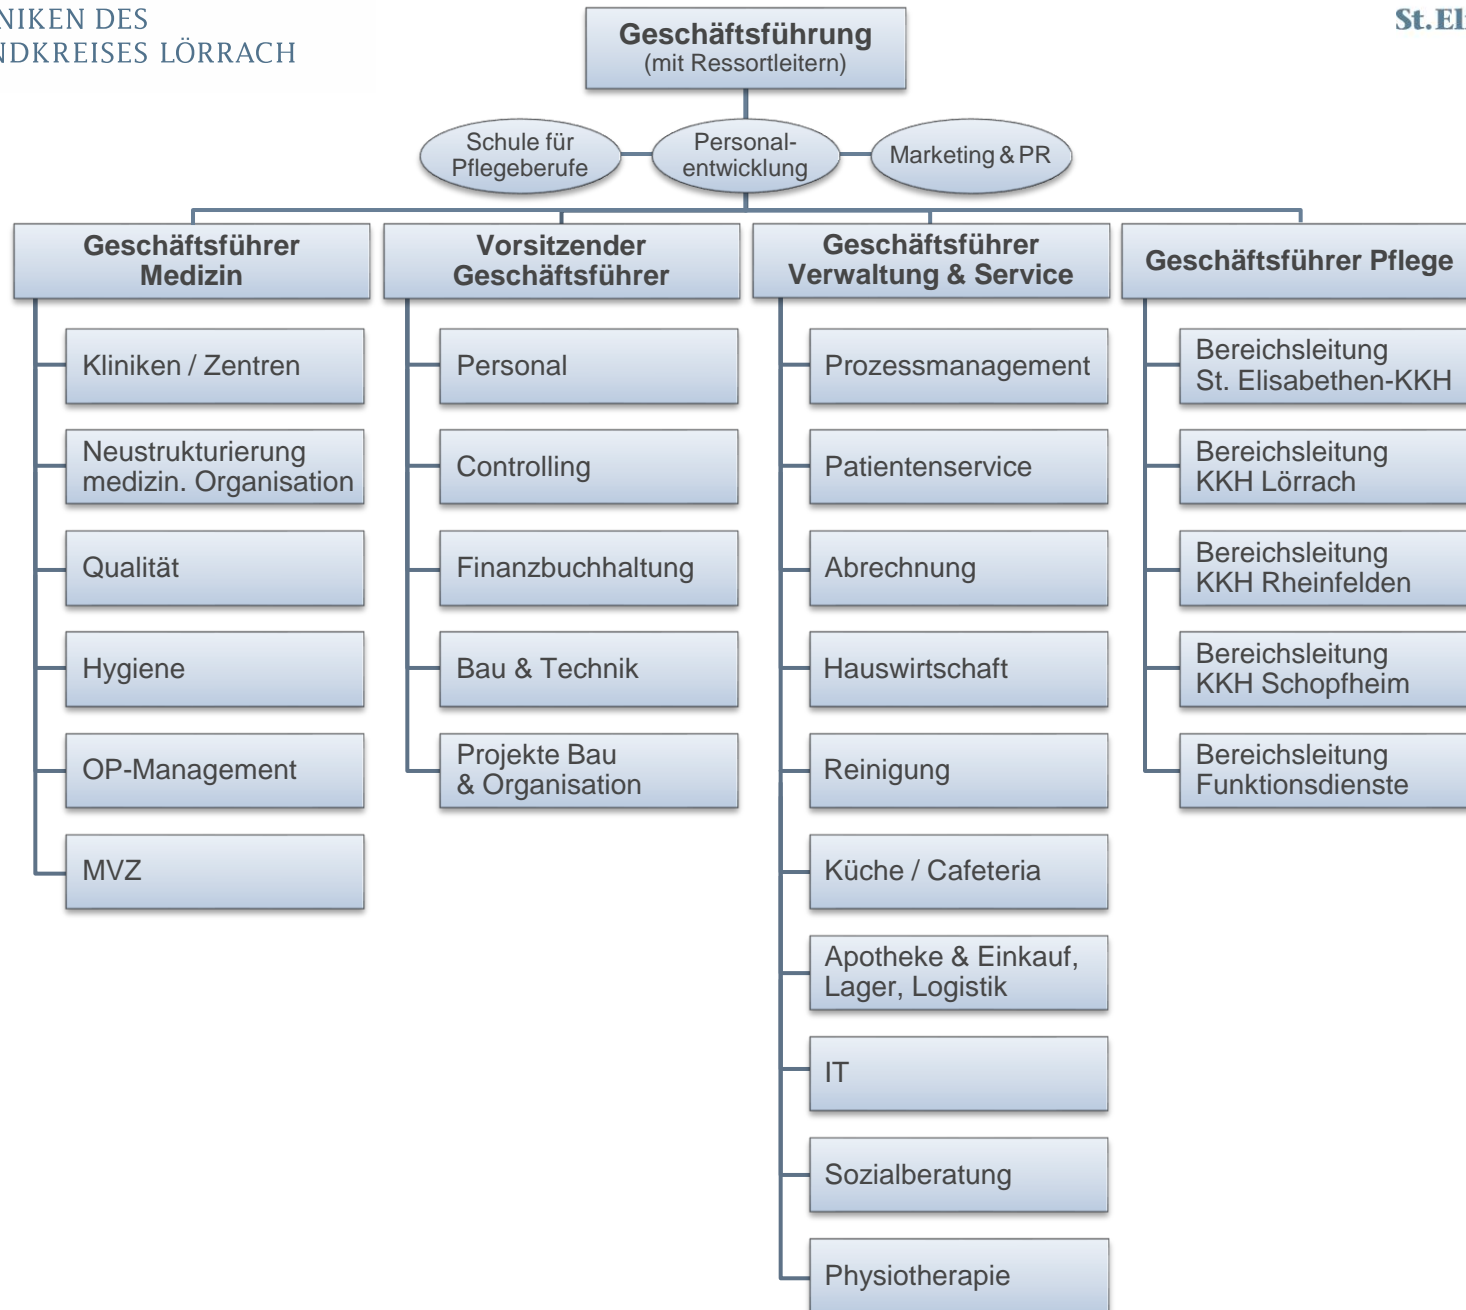 NIKEN DES
NDKREISES LÖRRACH
St. Eli
Geschäftsführung
(mit Ressortleitern)
Schule für
Pflegeberufe
Personal-
entwicklung
Marketing & PR
Geschäftsführer
Medizin
Kliniken / Zentren
Neustrukturierung
medizin. Organisation
Qualität
Hygiene
OP-Management
MVZ
Vorsitzender
Geschäftsführer
Personal
Controlling
Finanzbuchhaltung
Bau & Technik
Projekte Bau
& Organisation
Geschäftsführer
Verwaltung & Service
Prozessmanagement
Patientenservice
Abrechnung
Hauswirtschaft
Reinigung
Küche / Cafeteria
Apotheke & Einkauf,
Lager, Logistik
IT
Sozialberatung
Physiotherapie
Geschäftsführer Pflege
Bereichsleitung
St. Elisabethen-KKH
Bereichsleitung
KKH Lörrach
Bereichsleitung
KKH Rheinfelden
Bereichsleitung
KKH Schopfheim
Bereichsleitung
Funktionsdienste